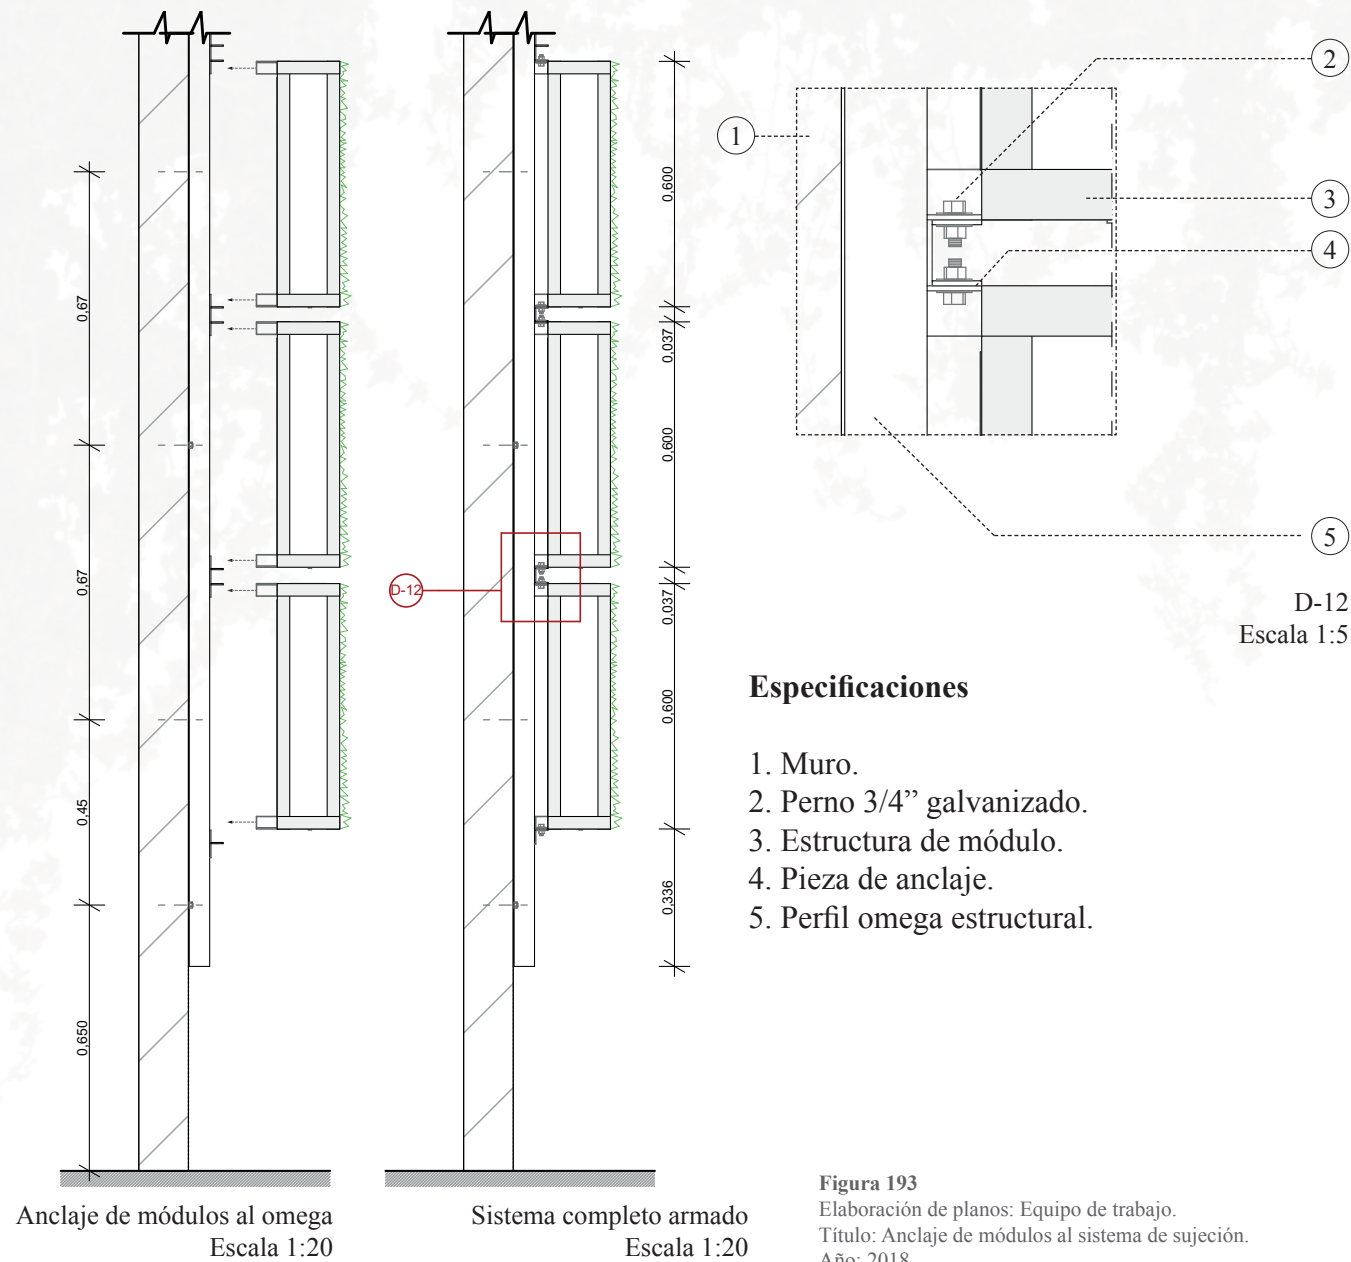 0,67
0,67
0,45
0,650
Anclaje de módulos al omega
Escala 1:20
D-12
0,600
0,037
0,600
0,037
0,600
0,336
Sistema completo armado
Escala 1:20
1
2
3
4
5
D-12
Escala 1:5
Especificaciones
1. Muro.
2. Perno 3/4” galvanizado.
3. Estructura de módulo.
4. Pieza de anclaje.
5. Perfil omega estructural.
Figura 193
Elaboración de planos: Equipo de trabajo.
Título: Anclaje de módulos al sistema de sujeción.
Año: 2018